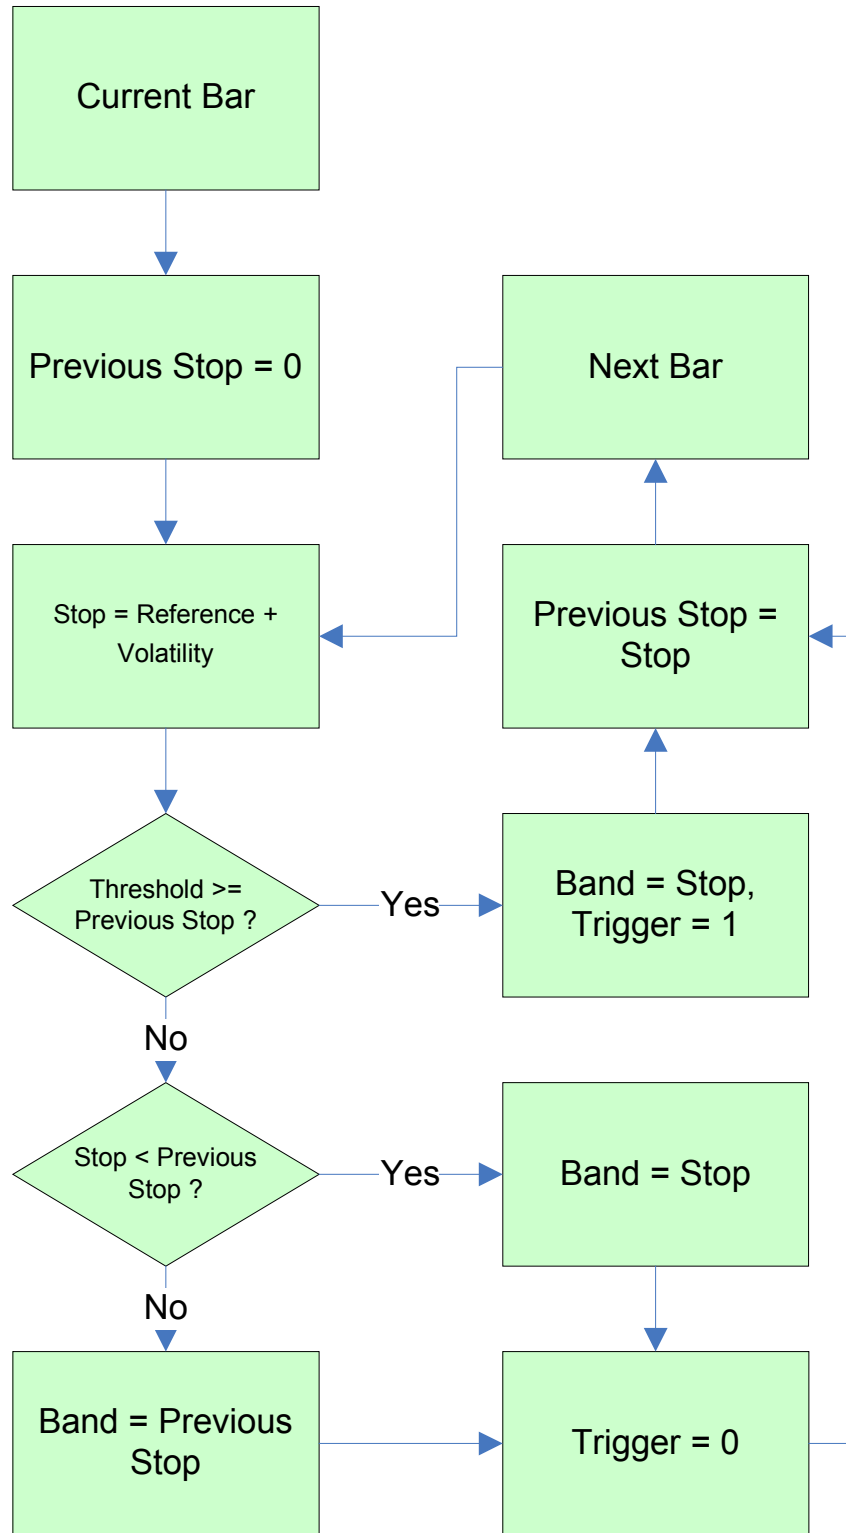 Current Bar
Previous Stop = 0
Next Bar
Stop = Reference +
Volatility
Previous Stop =
Stop
Threshold >=
Previous Stop ?
Yes
Band = Stop,
Trigger = 1
No
Stop < Previous
Stop ?
Yes
Band = Stop
No
Band = Previous
Stop
Trigger = 0